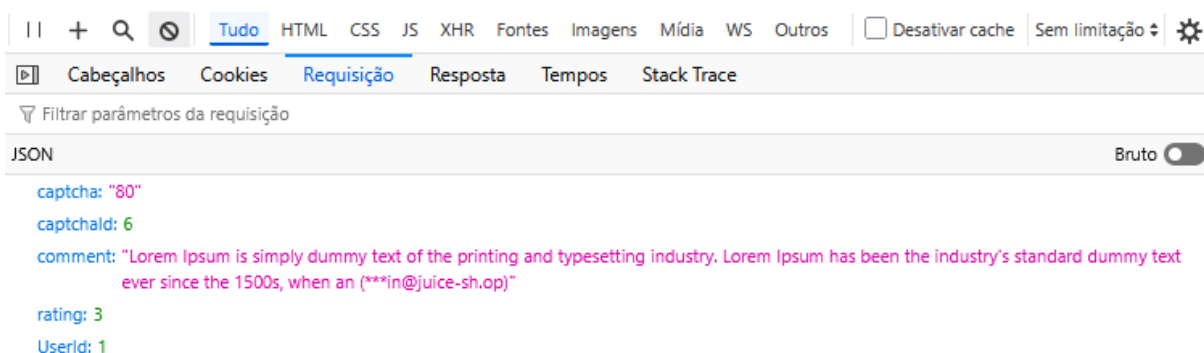 Tudo HTML CSS JS XHR Fontes Imagens Mídia WS Outros Desativar cache Sem limitação
Cabeçalhos Cookies Requisição Resposta Tempos Stack Trace
Filtrar parâmetros da requisição
JSON Bruto
captcha: "80"
captchaId: 6
comment: "Lorem Ipsum is simply dummy text of the printing and typesetting industry. Lorem Ipsum has been the industry's standard dummy text
ever since the 1500s, when an (***in@juice-sh.op)"
rating: 3
UserId: 1